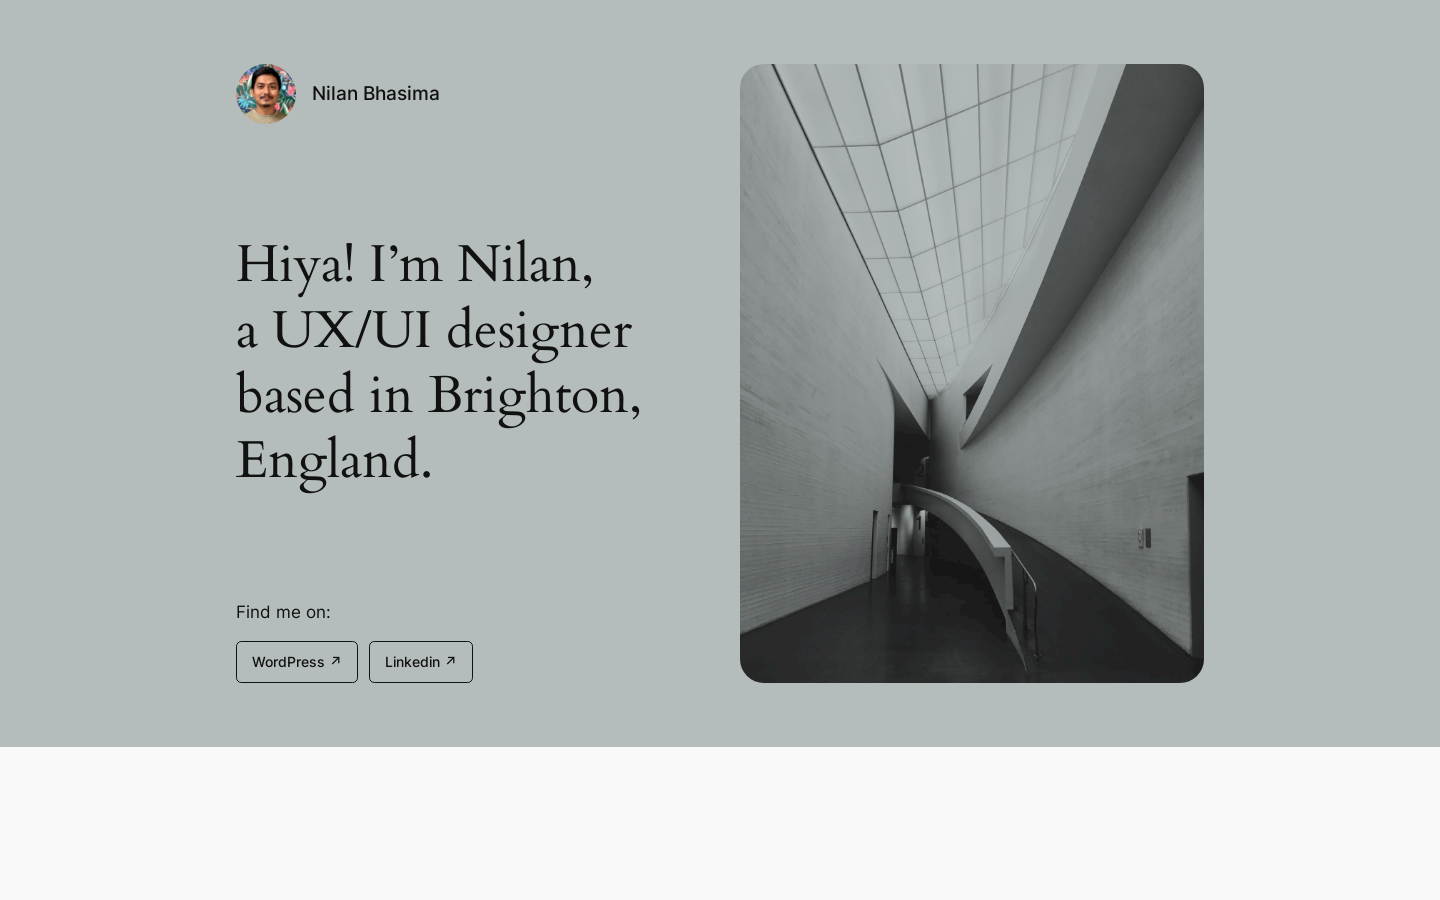 Nilan Bhasima
Hiya! I’m Nilan,
a UX/UI designer
based in Brighton,
England.
Find me on:
WordPress ↗
Linkedin ↗